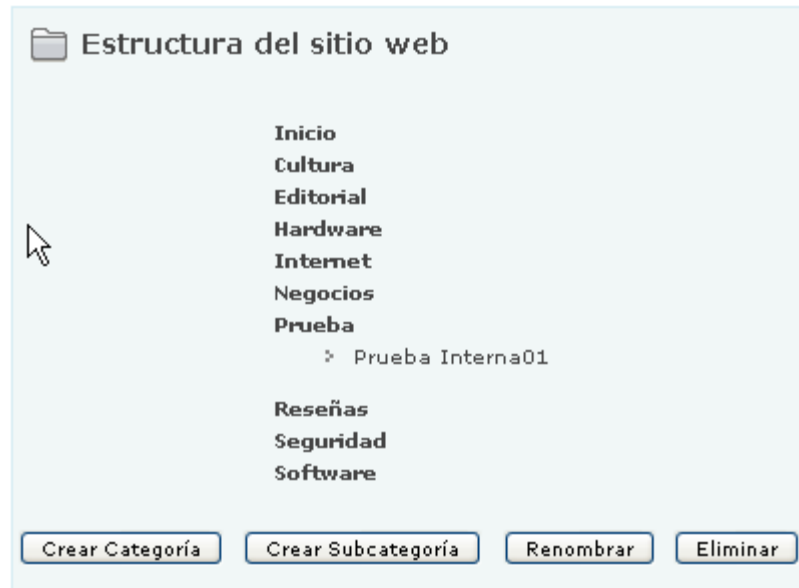 Estructura del sitio web
Inicio
Cultura
Editorial
Hardware
Internet
Negocios
Prueba
Prueba Interna01
Reseñas
Seguridad
Software
Crear Categoría Crear Subcategoría Renombrar Eliminar